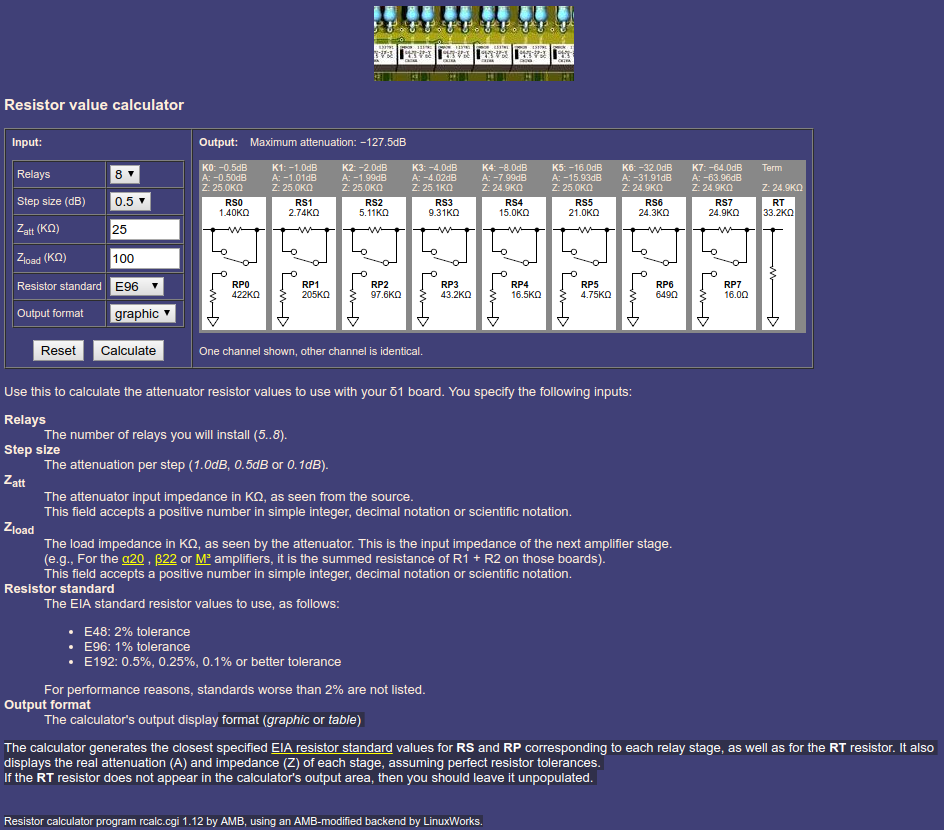 Resistor value calculator
Input:
Relays 8
Step size (dB) 0.5
Zatt (KΩ) 25
Zload (KΩ) 100
Resistor standard E96
Output format graphic
Reset Calculate
Output: Maximum attenuation: −127.5dB
K0: −0.5dB K1: −1.0dB K2: −2.0dB K3: −4.0dB K4: −8.0dB K5: −16.0dB K6: −32.0dB K7: −64.0dB Term
A: −0.50dB A: −1.01dB A: −1.99dB A: −4.02dB A: −7.99dB A: −15.93dB A: −31.91dB A: −63.96dB
Z: 25.0KΩ Z: 25.0KΩ Z: 25.0KΩ Z: 25.1KΩ Z: 24.9KΩ Z: 25.0KΩ Z: 24.9KΩ Z: 24.9KΩ Z: 24.9KΩ
RS0 RS1 RS2 RS3 RS4 RS5 RS6 RS7 RT
1.40KΩ 2.74KΩ 5.11KΩ 9.31KΩ 15.0KΩ 21.0KΩ 24.3KΩ 24.9KΩ 33.2KΩ
RP0 RP1 RP2 RP3 RP4 RP5 RP6 RP7
422KΩ 205KΩ 97.6KΩ 43.2KΩ 16.5KΩ 4.75KΩ 649Ω 16.0Ω
One channel shown, other channel is identical.
Use this to calculate the attenuator resistor values to use with your δ1 board. You specify the following inputs:
Relays
The number of relays you will install (5..8).
Step size
The attenuation per step (1.0dB, 0.5dB or 0.1dB).
Zatt
The attenuator input impedance in KΩ, as seen from the source.
This field accepts a positive number in simple integer, decimal notation or scientific notation.
Zload
The load impedance in KΩ, as seen by the attenuator. This is the input impedance of the next amplifier stage.
(e.g., For the α20 , β22 or M³ amplifiers, it is the summed resistance of R1 + R2 on those boards).
This field accepts a positive number in simple integer, decimal notation or scientific notation.
Resistor standard
The EIA standard resistor values to use, as follows:
• E48: 2% tolerance
• E96: 1% tolerance
• E192: 0.5%, 0.25%, 0.1% or better tolerance
For performance reasons, standards worse than 2% are not listed.
Output format
The calculator's output display format (graphic or table)
The calculator generates the closest specified EIA resistor standard values for RS and RP corresponding to each relay stage, as well as for the RT resistor. It also
displays the real attenuation (A) and impedance (Z) of each stage, assuming perfect resistor tolerances.
If the RT resistor does not appear in the calculator's output area, then you should leave it unpopulated.
Resistor calculator program rcalc.cgi 1.12 by AMB, using an AMB-modified backend by LinuxWorks.